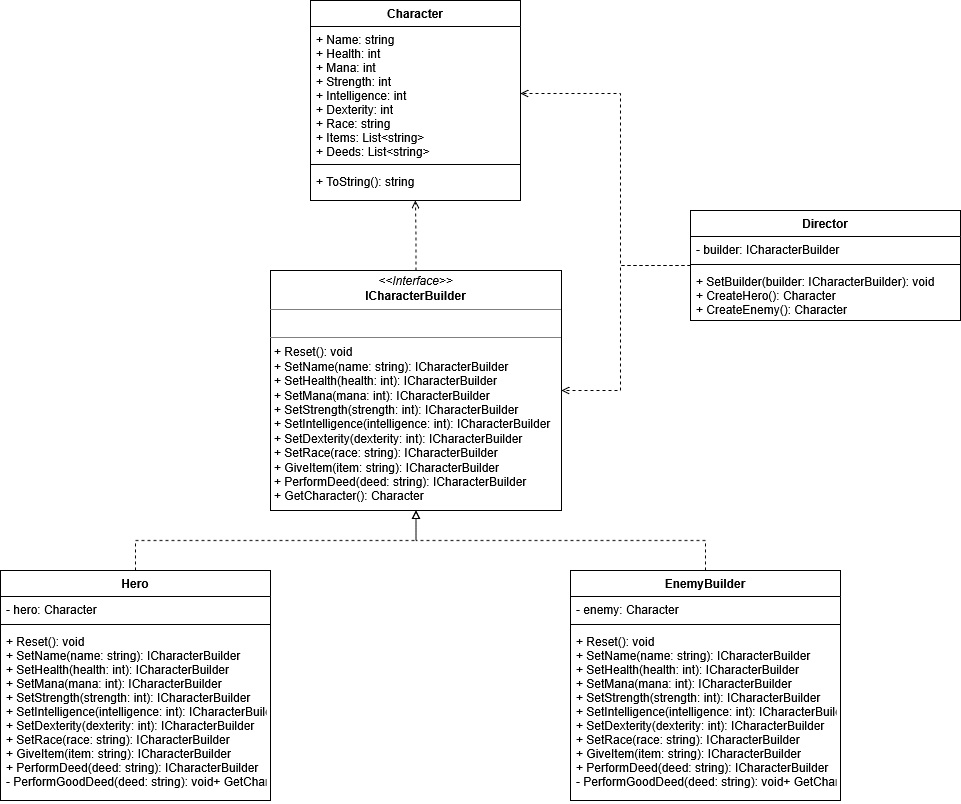 Character
+ Name: string
+ Health: int
+ Mana: int
+ Strength: int
+ Intelligence: int
+ Dexterity: int
+ Race: string
+ Items: List<string>
+ Deeds: List<string>
+ ToString(): string
Director
- builder: ICharacterBuilder
+ SetBuilder(builder: ICharacterBuilder): void
+ CreateHero(): Character
+ CreateEnemy(): Character
<<Interface>>
ICharacterBuilder
+ Reset(): void
+ SetName(name: string): ICharacterBuilder
+ SetHealth(health: int): ICharacterBuilder
+ SetMana(mana: int): ICharacterBuilder
+ SetStrength(strength: int): ICharacterBuilder
+ SetIntelligence(intelligence: int): ICharacterBuilder
+ SetDexterity(dexterity: int): ICharacterBuilder
+ SetRace(race: string): ICharacterBuilder
+ GiveItem(item: string): ICharacterBuilder
+ PerformDeed(deed: string): ICharacterBuilder
+ GetCharacter(): Character
Hero
- hero: Character
+ Reset(): void
+ SetName(name: string): ICharacterBuilder
+ SetHealth(health: int): ICharacterBuilder
+ SetMana(mana: int): ICharacterBuilder
+ SetStrength(strength: int): ICharacterBuilder
+ SetIntelligence(intelligence: int): ICharacterBuil
+ SetDexterity(dexterity: int): ICharacterBuilder
+ SetRace(race: string): ICharacterBuilder
+ GiveItem(item: string): ICharacterBuilder
+ PerformDeed(deed: string): ICharacterBuilder
- PerformGoodDeed(deed: string): void+ GetChar
EnemyBuilder
- enemy: Character
+ Reset(): void
+ SetName(name: string): ICharacterBuilder
+ SetHealth(health: int): ICharacterBuilder
+ SetMana(mana: int): ICharacterBuilder
+ SetStrength(strength: int): ICharacterBuilder
+ SetIntelligence(intelligence: int): ICharacterBuil
+ SetDexterity(dexterity: int): ICharacterBuilder
+ SetRace(race: string): ICharacterBuilder
+ GiveItem(item: string): ICharacterBuilder
+ PerformDeed(deed: string): ICharacterBuilder
- PerformGoodDeed(deed: string): void+ GetChar